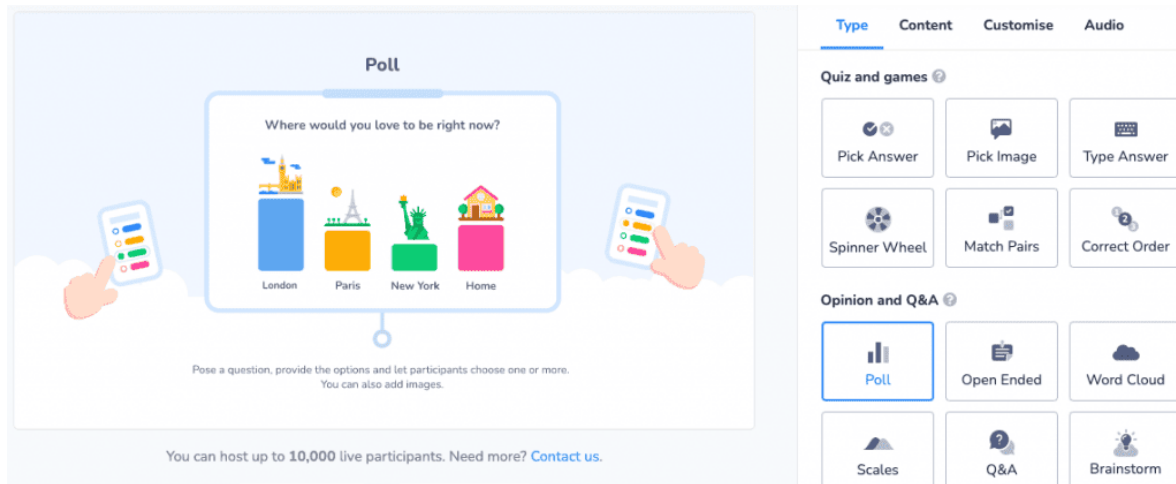 Poll
Where would you love to be right now?
London Paris New York Home
Pose a question, provide the options and let participants choose one or more.
You can also add images.
You can host up to 10,000 live participants. Need more? Contact us.
Type Content Customise Audio
Quiz and games ?
Pick Answer Pick Image Type Answer
Spinner Wheel Match Pairs 1 2 3 Correct Order
Opinion and Q&A ?
Poll Open Ended Word Cloud
Scales ? Q&A Brainstorm